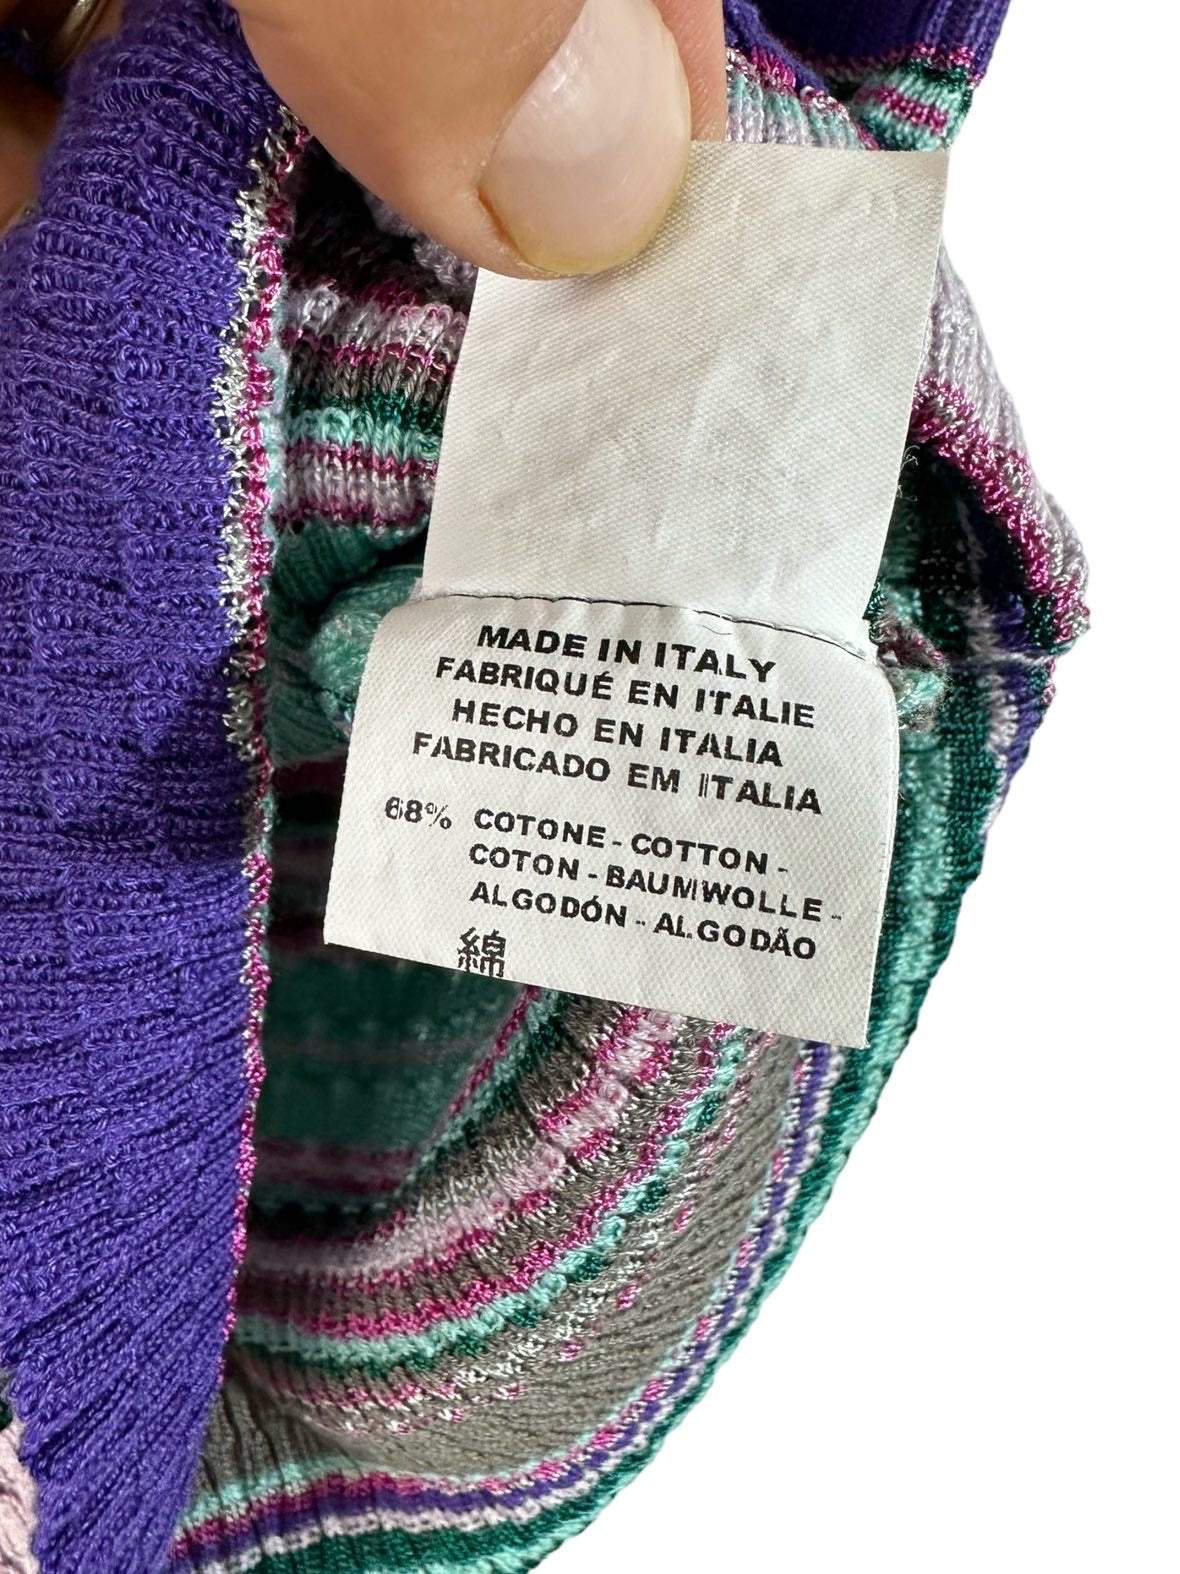 MADE IN ITALY
FABRIQUÉ EN ITALIE
HECHO EN ITALIA
FABRICADO EM ITALIA
68% COTONE - COTTON -
COTON - BAUMWOLLE -
ALGODÓN - ALGODÃO
綿